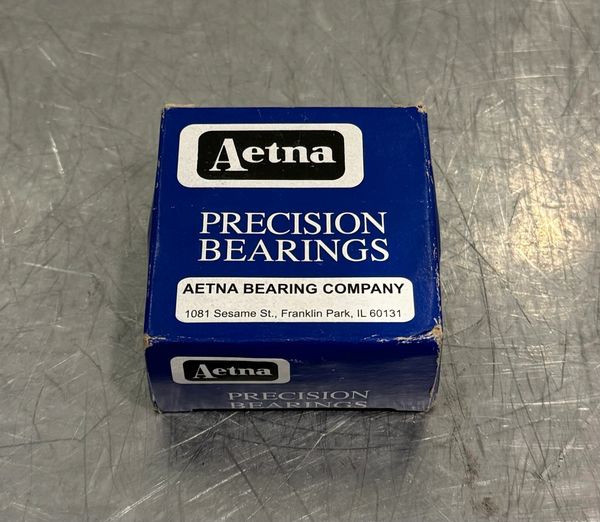 Aetna
PRECISION
BEARINGS
AETNA BEARING COMPANY
1081 Sesame St., Franklin Park, IL 60131
Aetna
PRECISION
BEARINGS